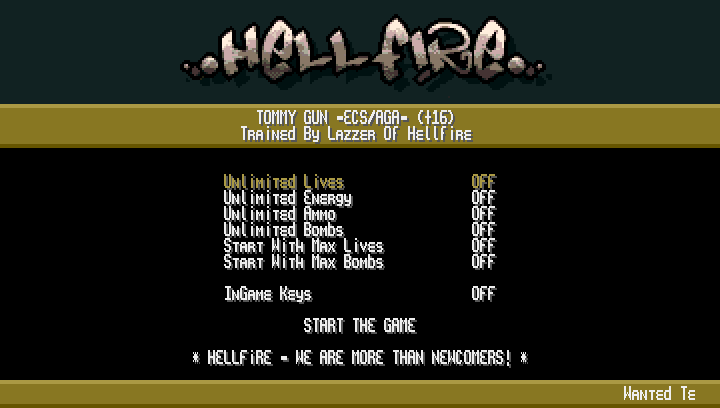 ..HELLFIRE..
TOMMY GUN -ECS/AGA- (+16)
Trained By Lazzer Of Hellfire
Unlimited Lives OFF
Unlimited Energy OFF
Unlimited Ammo OFF
Unlimited Bombs OFF
Start With Max Lives OFF
Start With Max Bombs OFF
InGame Keys OFF
START THE GAME
* HELLFiRE - WE ARE MORE THAN NEWCOMERS! *
Wanted Te